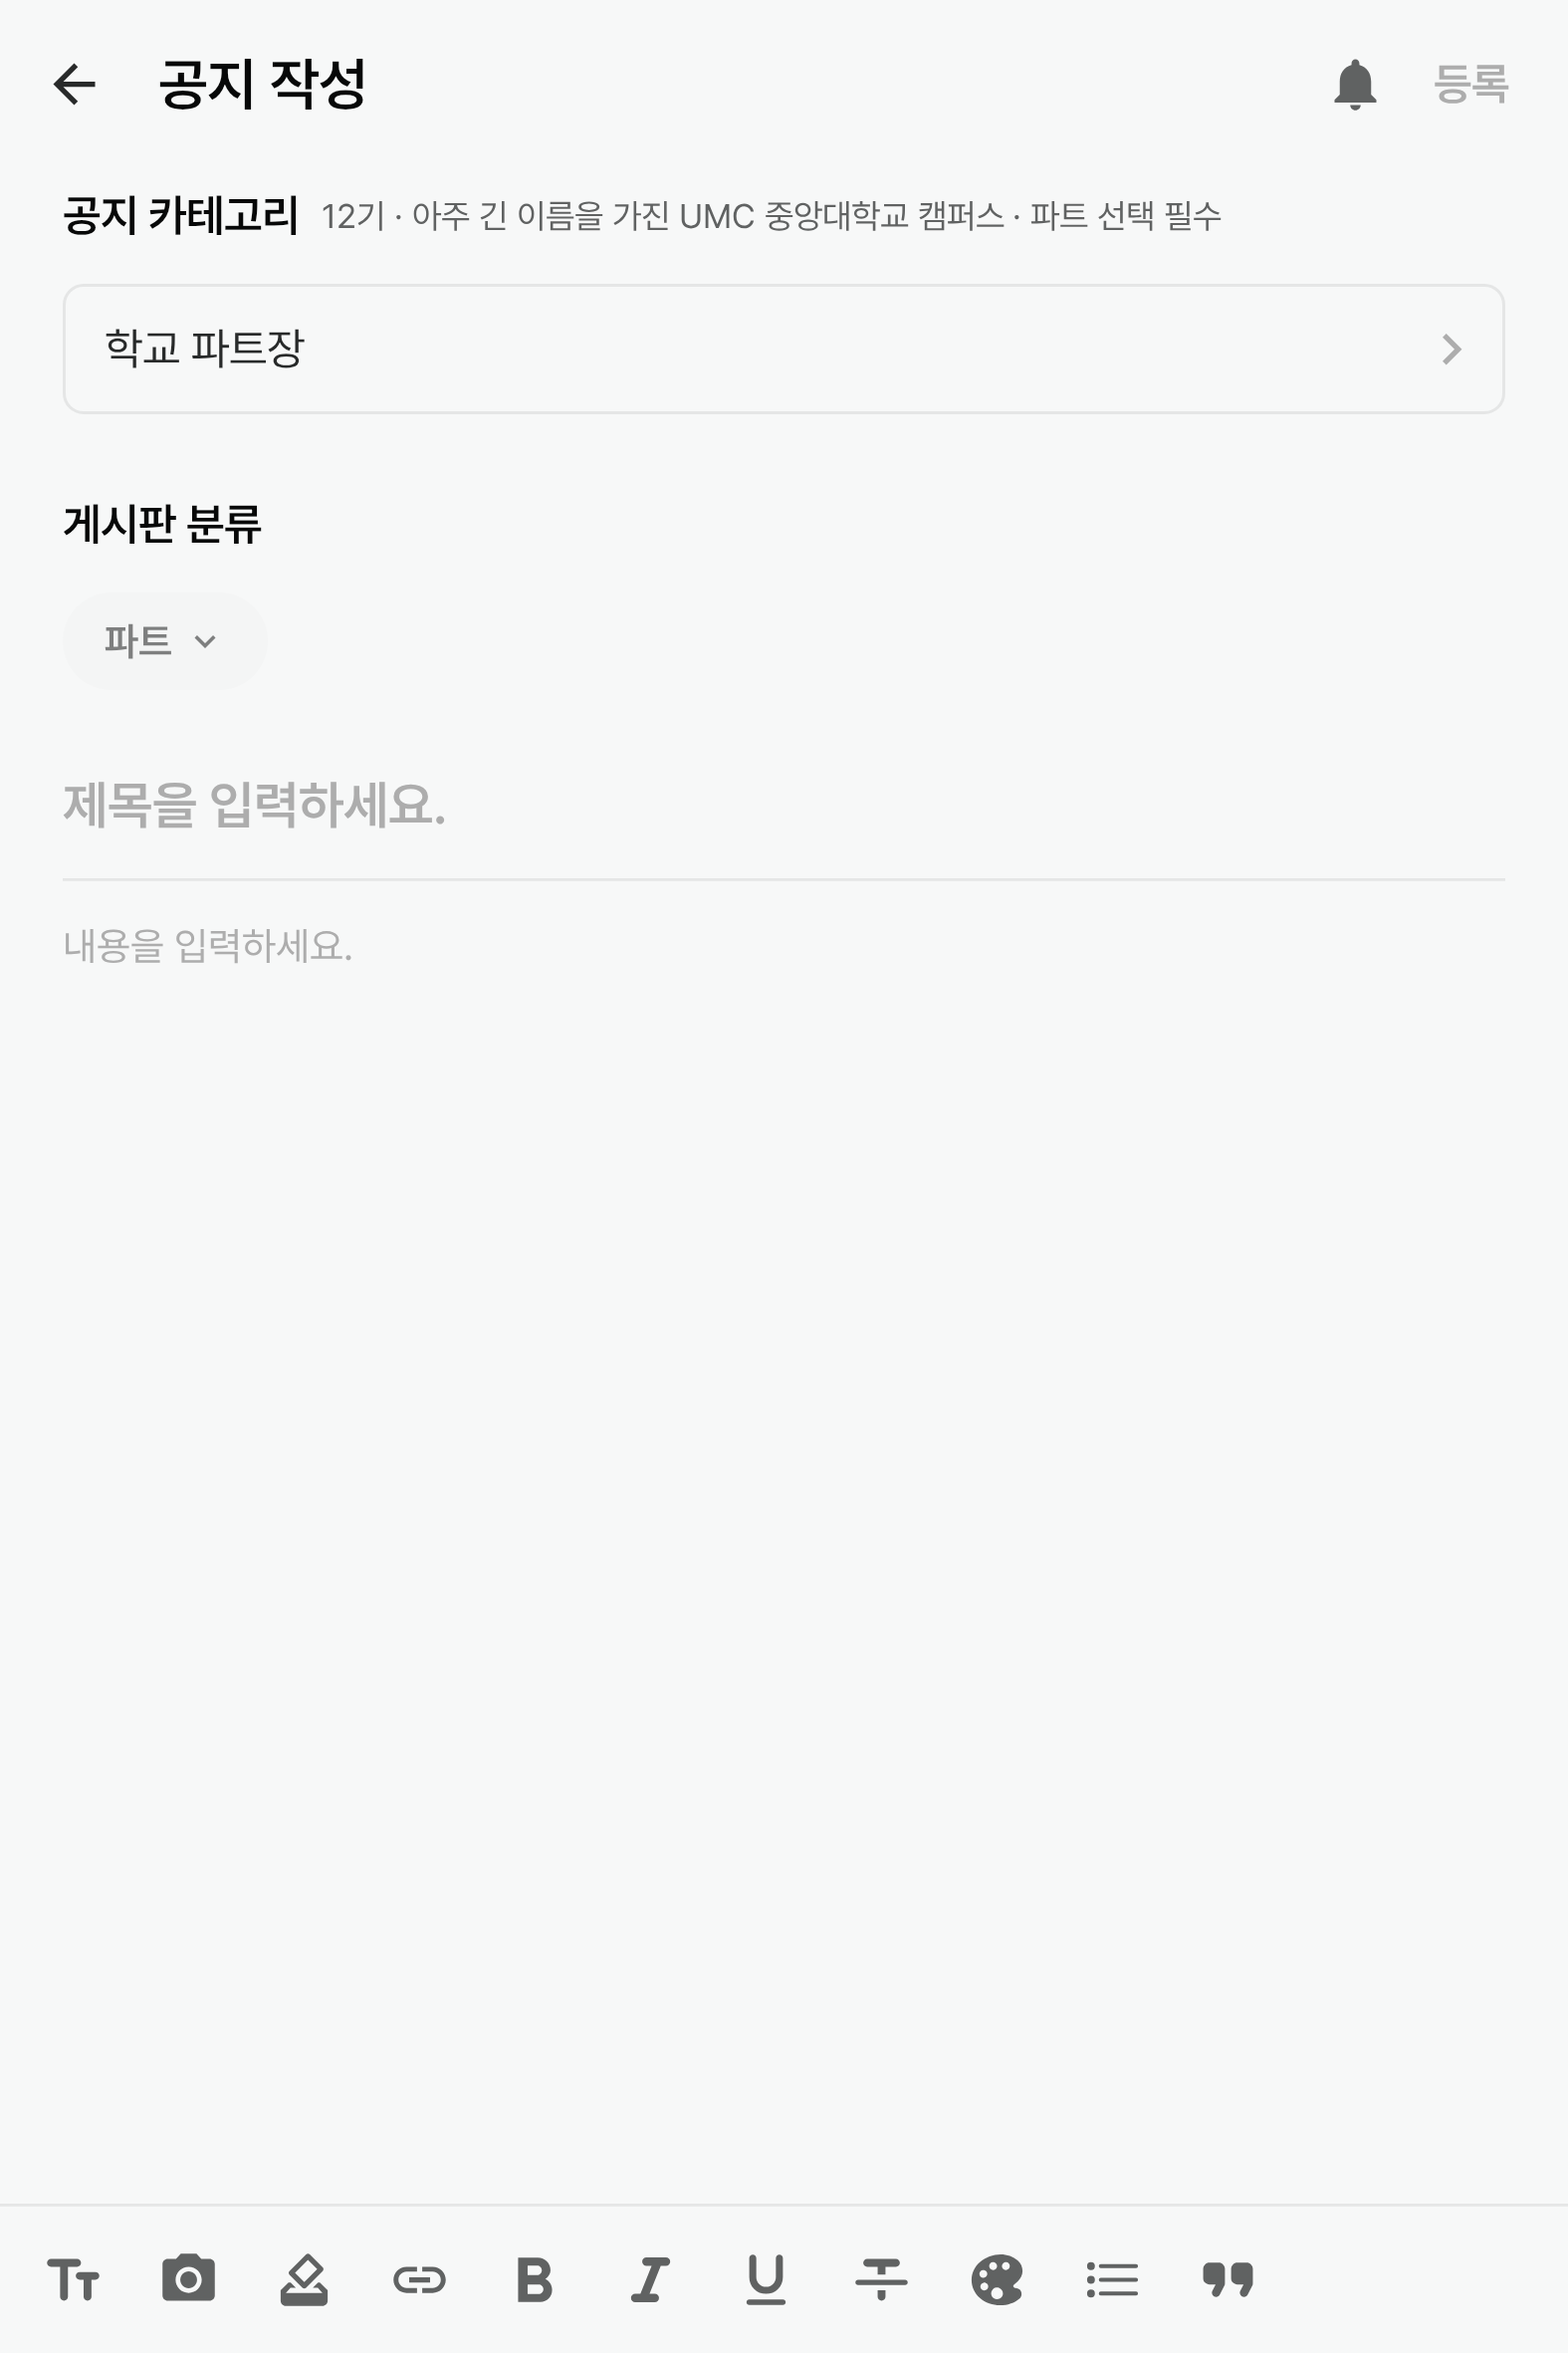 공지 작성
등록
공지 카테고리 12기 · 아주 긴 이름을 가진 UMC 중앙대학교 캠퍼스 · 파트 선택 필수
학교 파트장
게시판 분류
파트
제목을 입력하세요.
내용을 입력하세요.